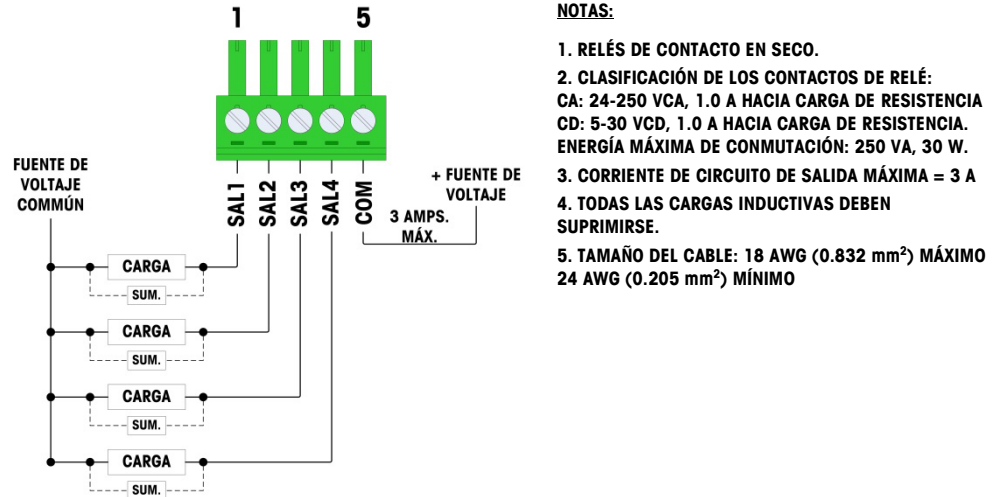 1 5
SAL1
SAL2
SAL3
SAL4
COM
FUENTE DE
VOLTAJE
COMMÚN
+ FUENTE DE
VOLTAJE
3 AMPS.
MÁX.
CARGA
SUM.
CARGA
SUM.
CARGA
SUM.
CARGA
SUM.
NOTAS:
1. RELÉS DE CONTACTO EN SECO.
2. CLASIFICACIÓN DE LOS CONTACTOS DE RELÉ:
CA: 24-250 VCA, 1.0 A HACIA CARGA DE RESISTENCIA
CD: 5-30 VCD, 1.0 A HACIA CARGA DE RESISTENCIA.
ENERGÍA MÁXIMA DE CONMUTACIÓN: 250 VA, 30 W.
3. CORRIENTE DE CIRCUITO DE SALIDA MÁXIMA = 3 A
4. TODAS LAS CARGAS INDUCTIVAS DEBEN
SUPRIMIRSE.
5. TAMAÑO DEL CABLE: 18 AWG (0.832 mm²) MÁXIMO
24 AWG (0.205 mm²) MÍNIMO